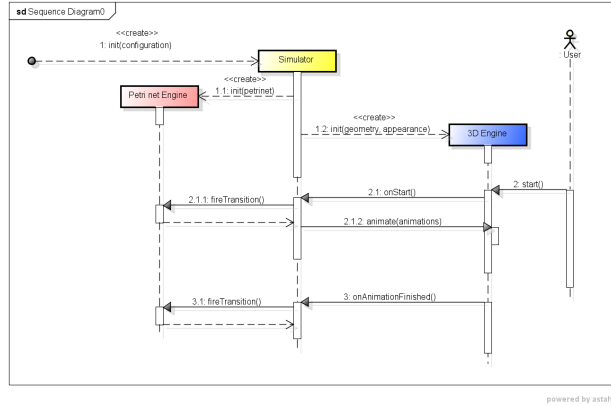 sd Sequence Diagram0
<<create>>
1: init(configuration)
Simulator
: User
<<create>>
1.1: init(petrinet)
Petri net Engine
<<create>>
1.2: init(geometry, appearance)
3D Engine
2: start()
2.1: onStart()
2.1.1: fireTransition()
2.1.2: animate(animations)
3: onAnimationFinished()
3.1: fireTransition()
powered by astah